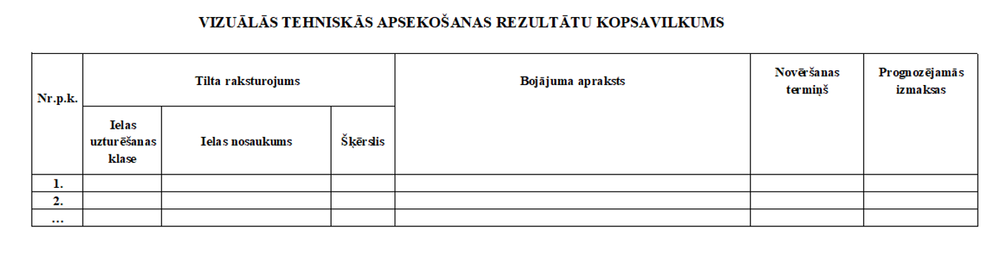 VIZUĀLĀS TEHNISKĀS APSEKOŠANAS REZULTĀTU KOPSAVILKUMS
Nr.p.k.
Tilta raksturojums
Bojājuma apraksts
Novēršanas
termiņš
Prognozējamās
izmaksas
Ielas
uzturēšanas
klase
Ielas nosaukums
Šķērslis
1.
2.
...